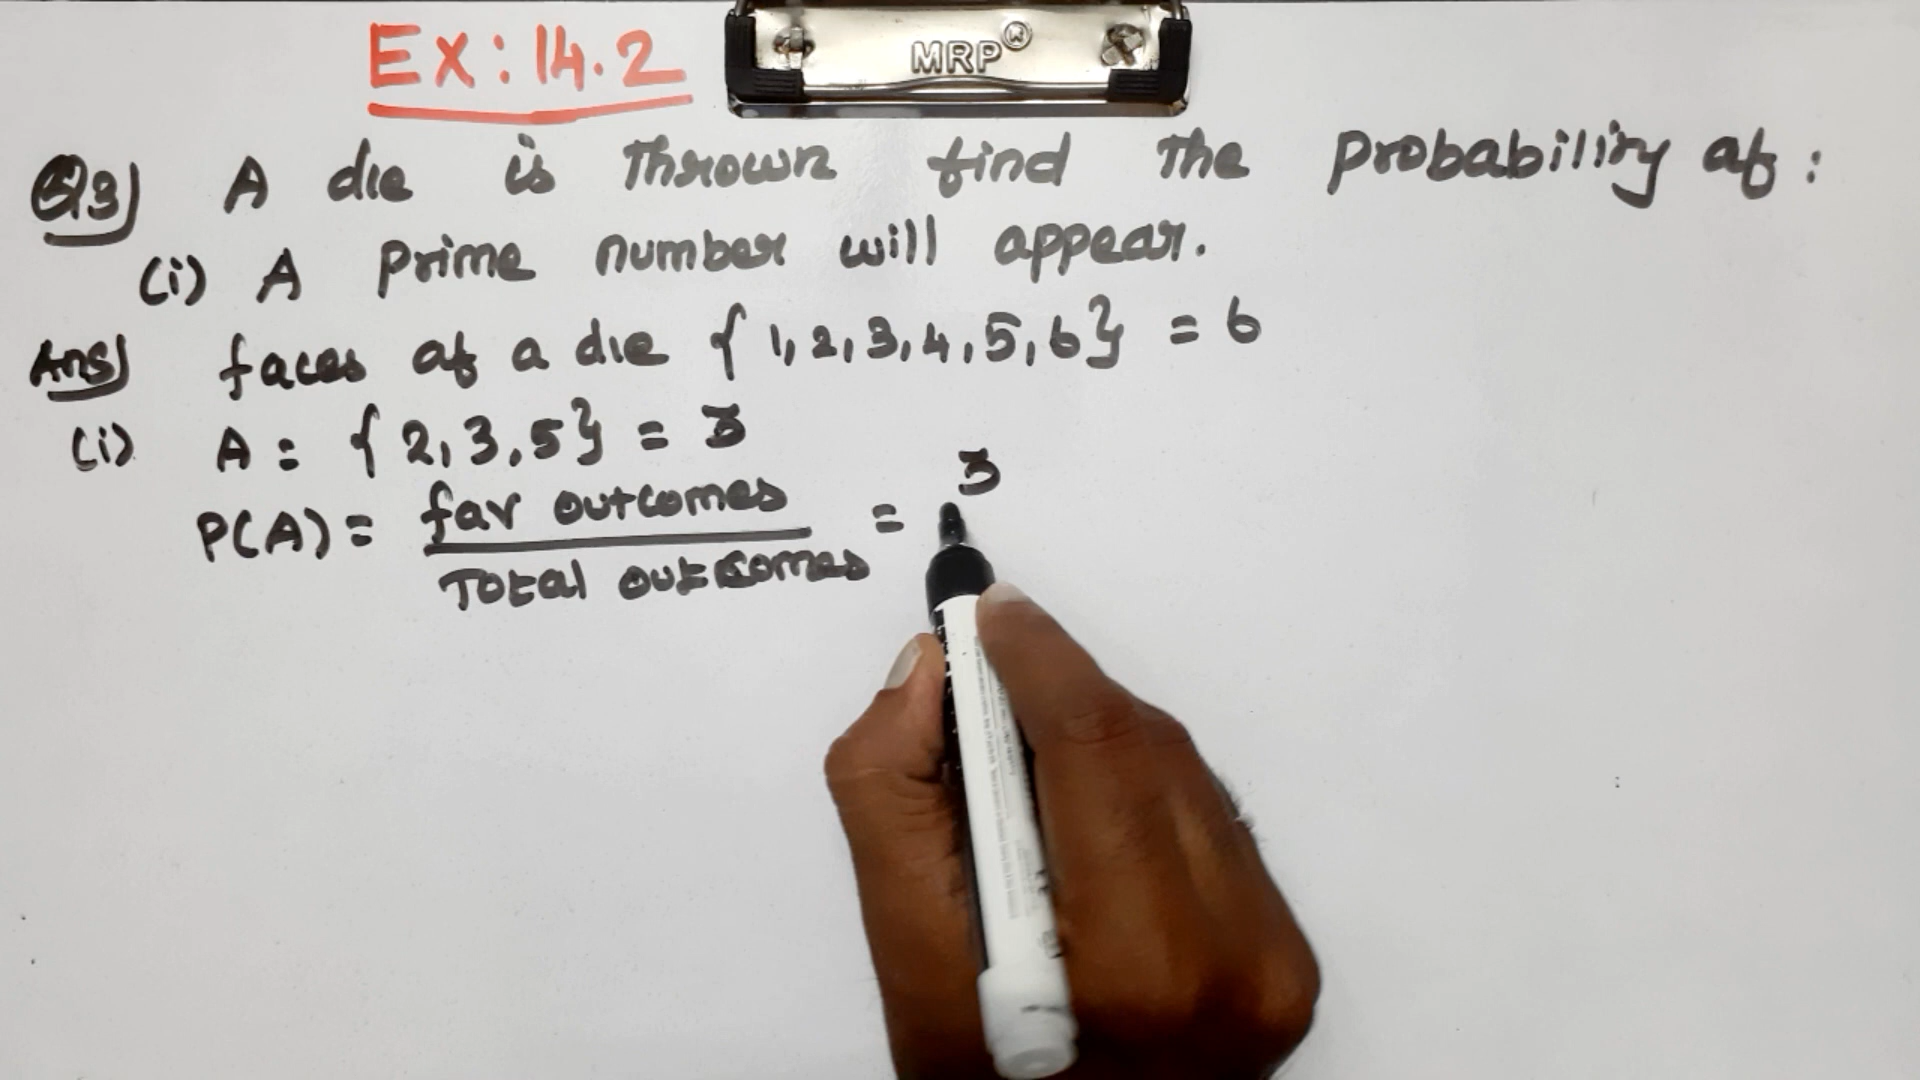 MRP
Ex: 14.2
Q3) A die is thrown find the probability of:
(i) A prime number will appear.
Ans) faces of a die { 1, 2, 3, 4, 5, 6} = 6
(i) A = { 2, 3, 5} = 3
P(A) = fav outcomes = 3
Total outcomes